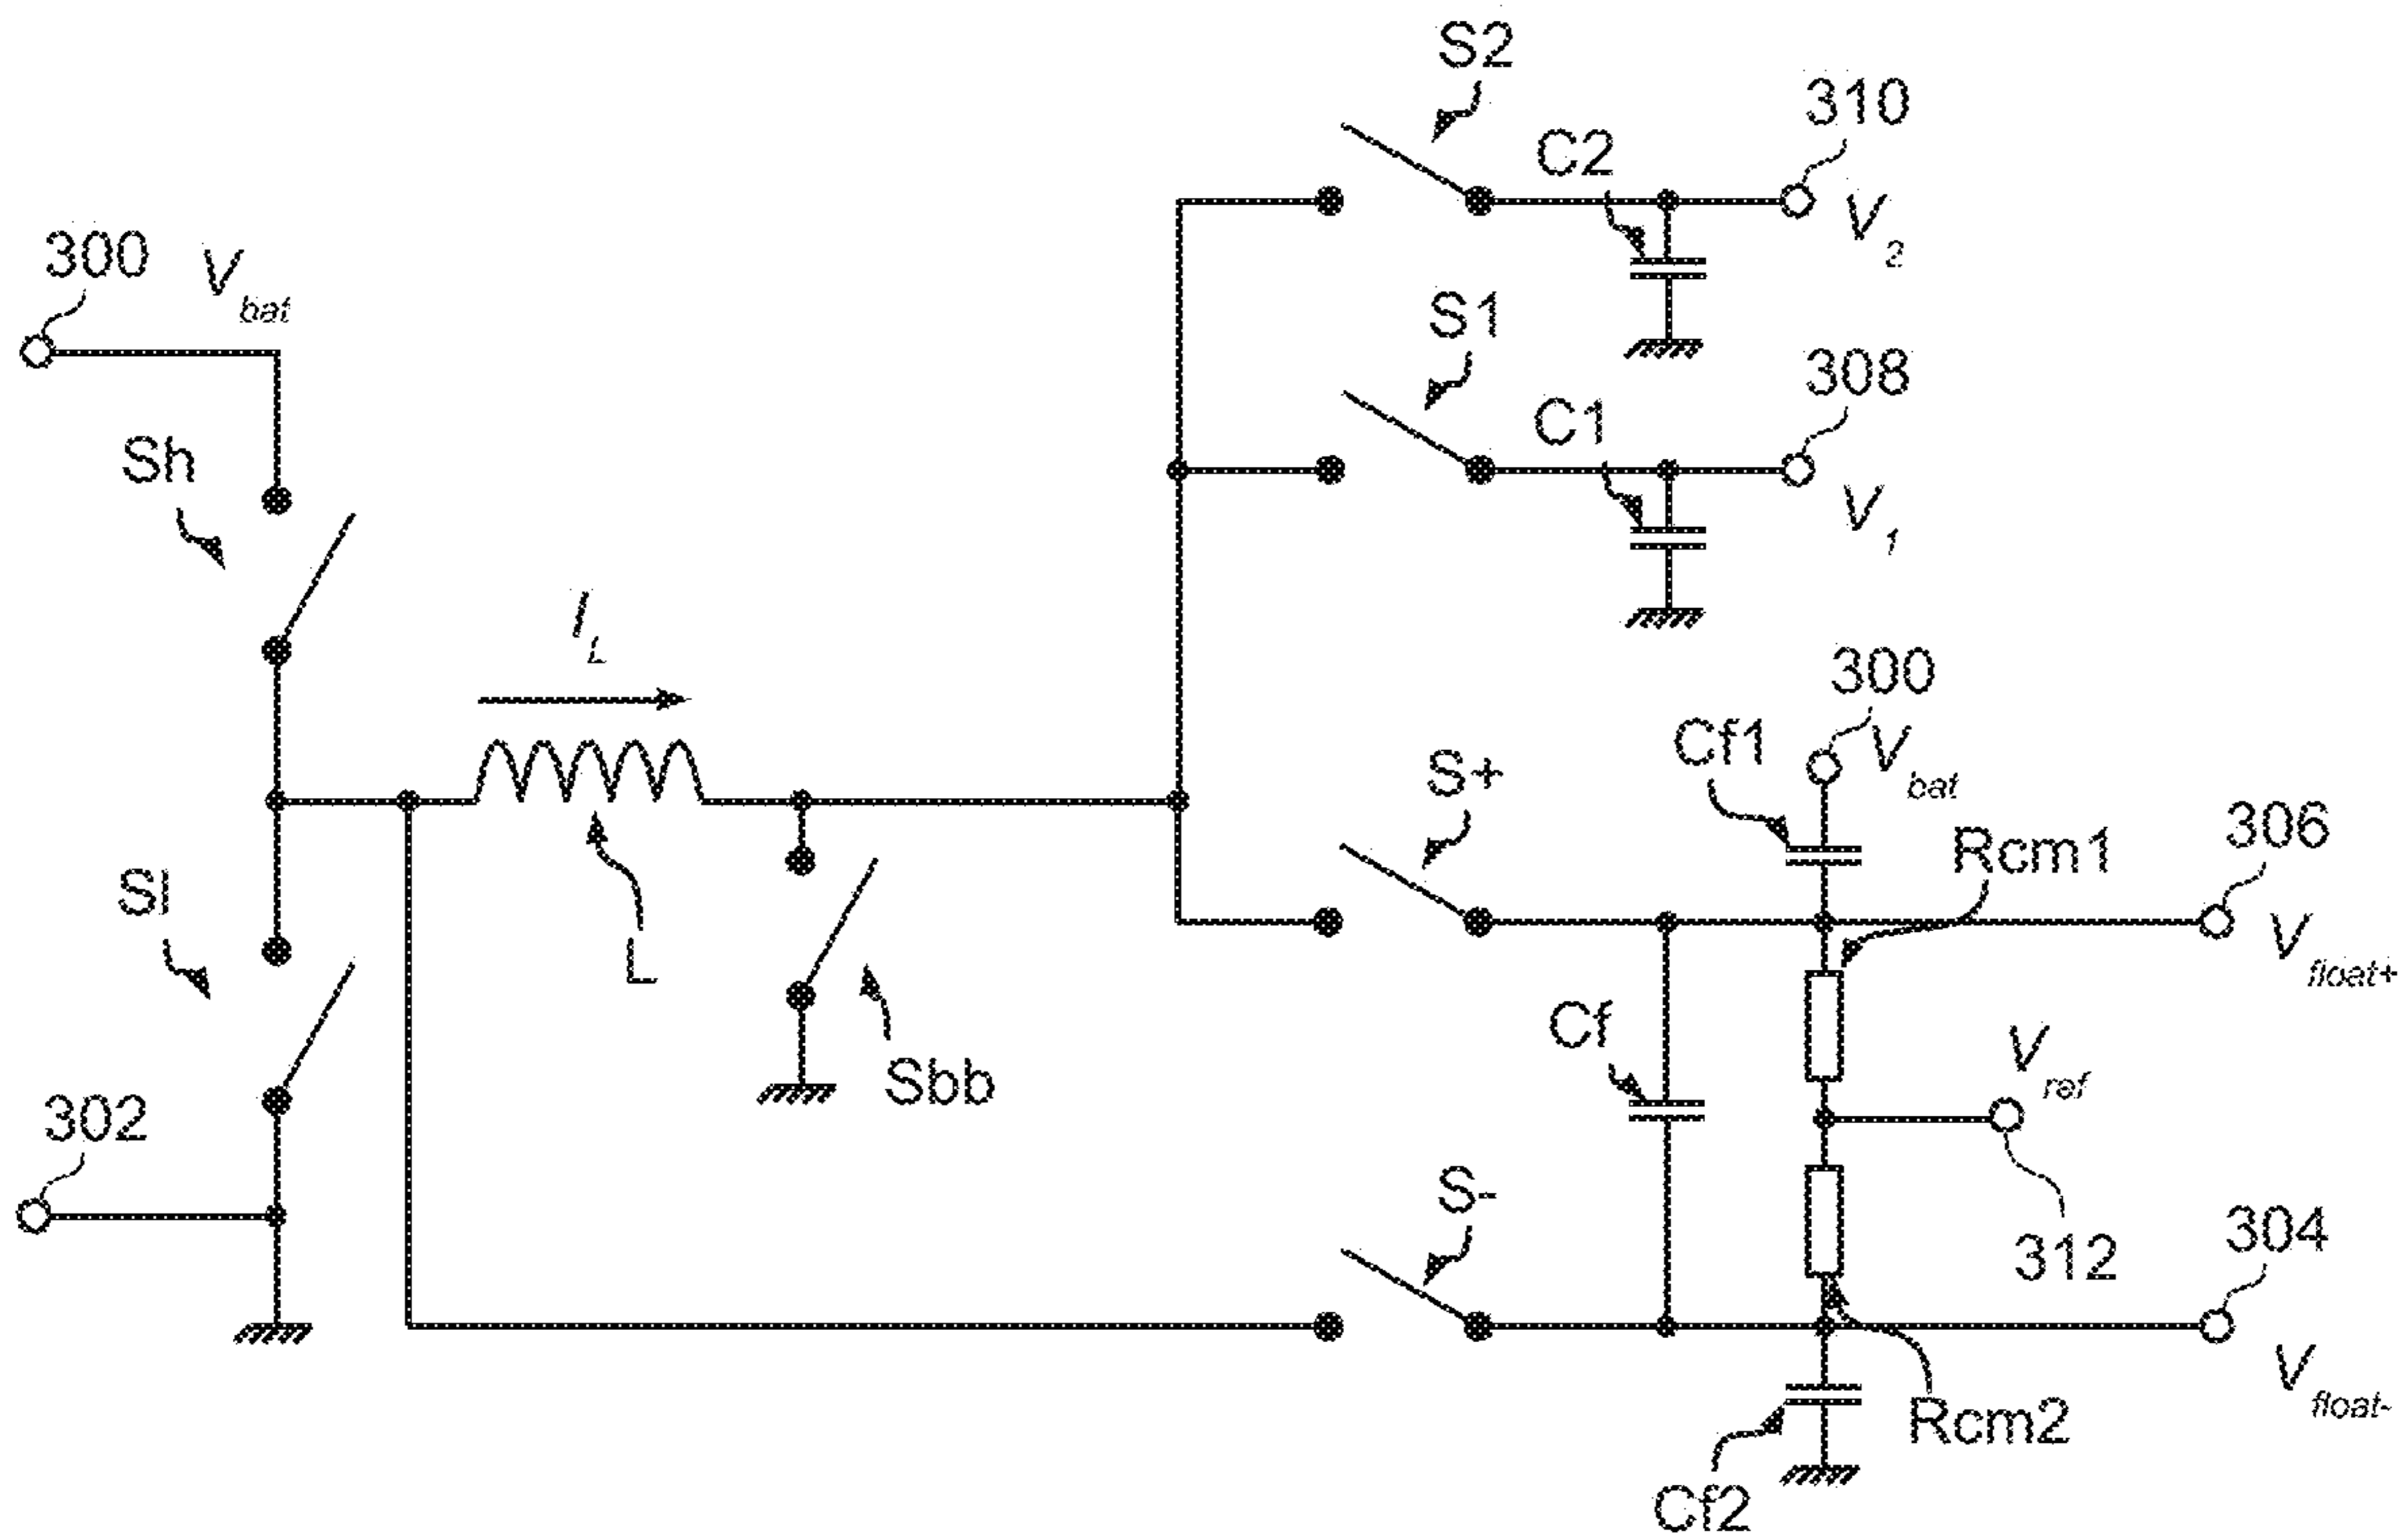 S2
310
C2
V2
300
Vbat
S1
308
C1
V1
Sh
IL
300
Vbat
Cf1
S+
306
Rcm1
Sl
L
Vfloat+
Cf
Vref
Sbb
302
S-
304
312
Vfloat-
Rcm2
Cf2